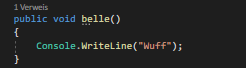 1 Verweis
public void belle()
{
Console.WriteLine("Wuff");
}